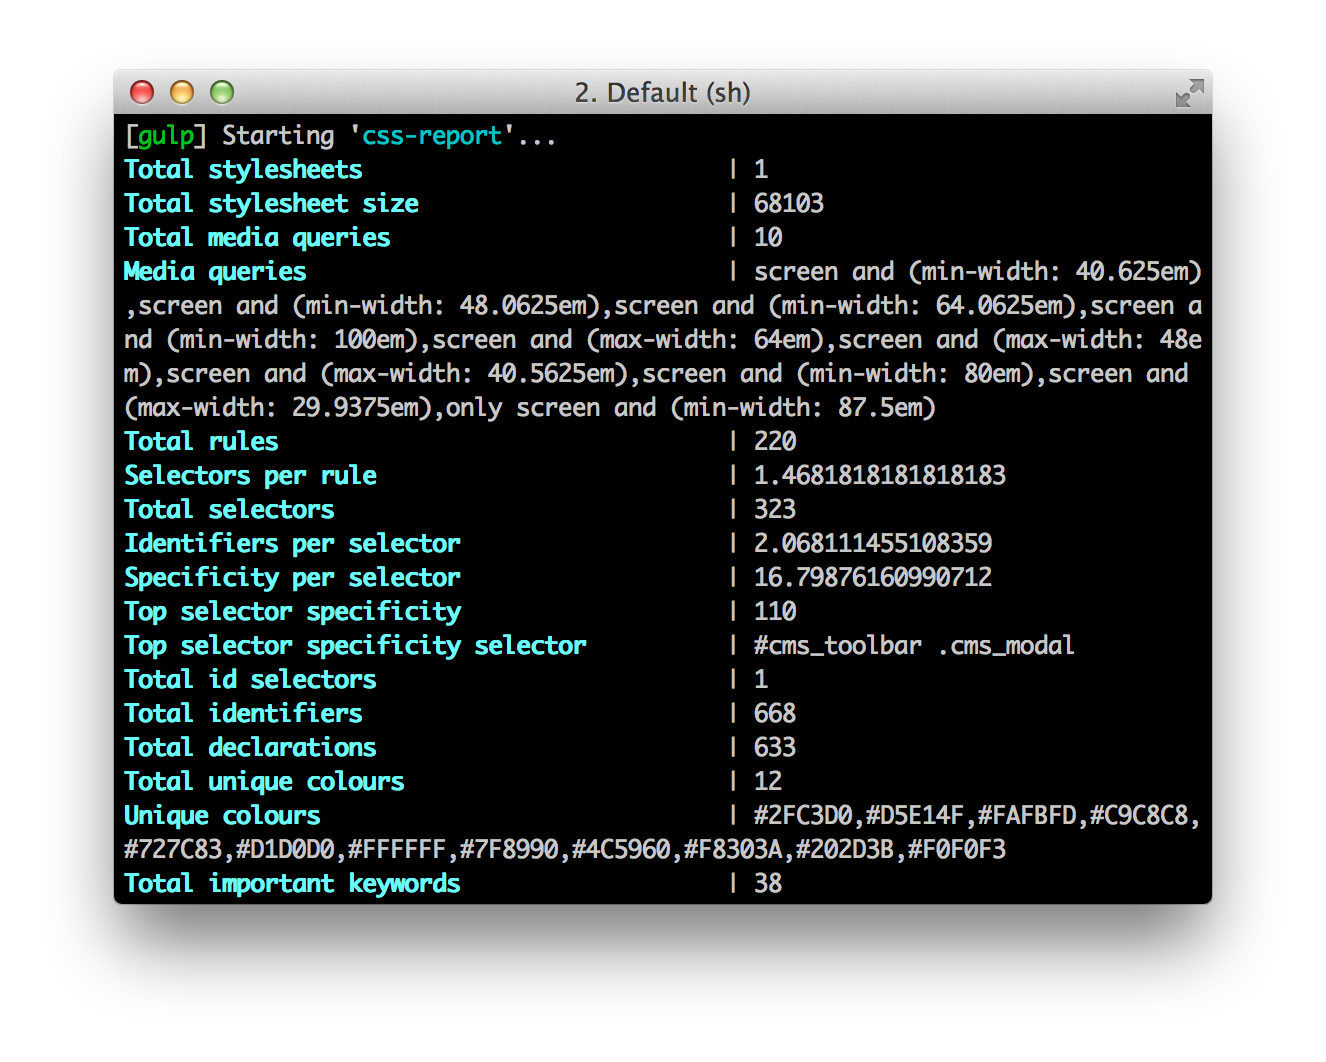 2. Default (sh)
[gulp] Starting 'css-report'...
Total stylesheets | 1
Total stylesheet size | 68103
Total media queries | 10
Media queries | screen and (min-width: 40.625em)
,screen and (min-width: 48.0625em),screen and (min-width: 64.0625em),screen a
nd (min-width: 100em),screen and (max-width: 64em),screen and (max-width: 48e
m),screen and (max-width: 40.5625em),screen and (min-width: 80em),screen and
(max-width: 29.9375em),only screen and (min-width: 87.5em)
Total rules | 220
Selectors per rule | 1.4681818181818183
Total selectors | 323
Identifiers per selector | 2.068111455108359
Specificity per selector | 16.79876160990712
Top selector specificity | 110
Top selector specificity selector | #cms_toolbar .cms_modal
Total id selectors | 1
Total identifiers | 668
Total declarations | 633
Total unique colours | 12
Unique colours | #2FC3D0,#D5E14F,#FAFBFD,#C9C8C8,
#727C83,#D1D0D0,#FFFFFF,#7F8990,#4C5960,#F8303A,#202D3B,#F0F0F3
Total important keywords | 38